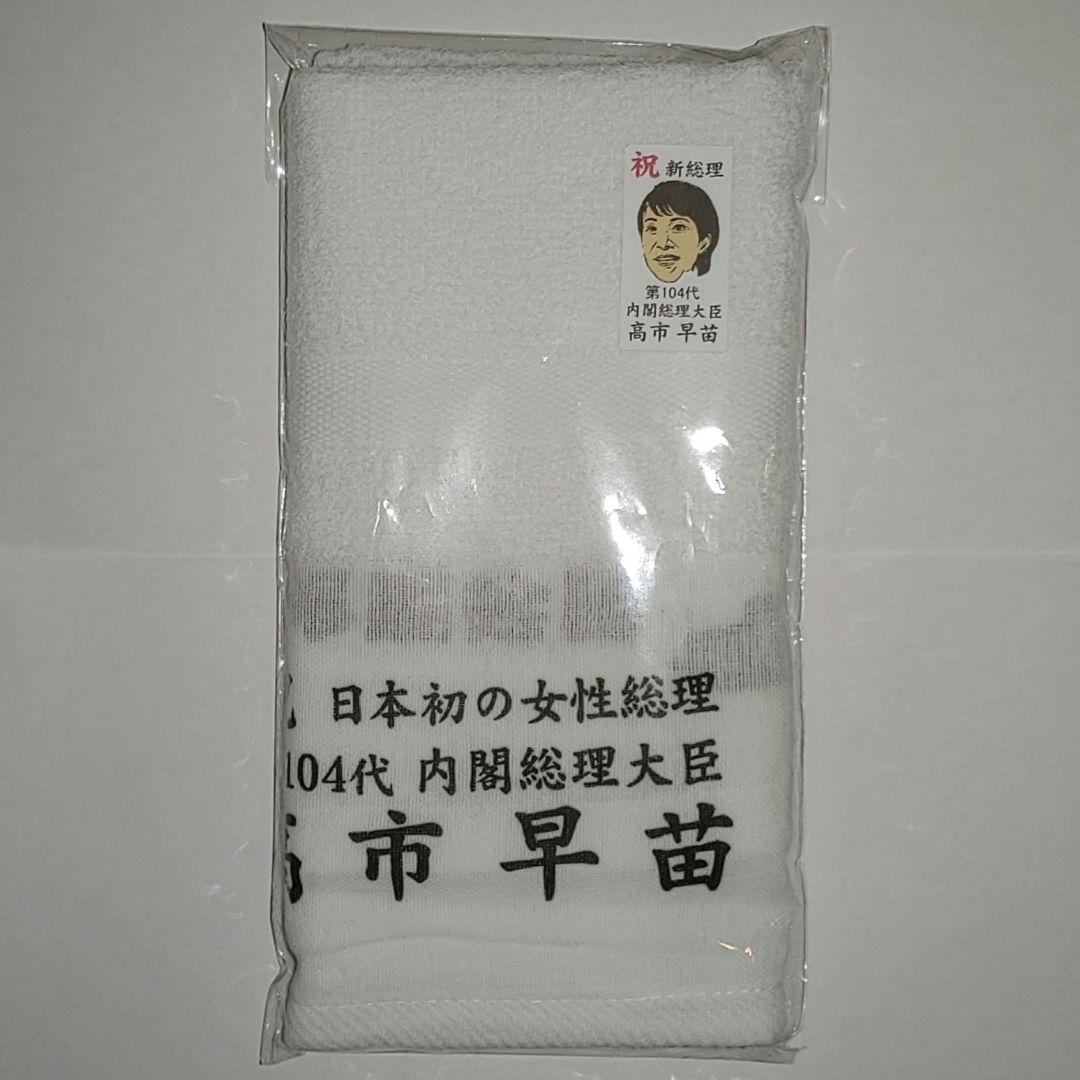 祝 新総理
第104代
内閣総理大臣
高市 早苗
日本初の女性総理
104代 内閣総理大臣
高市早苗